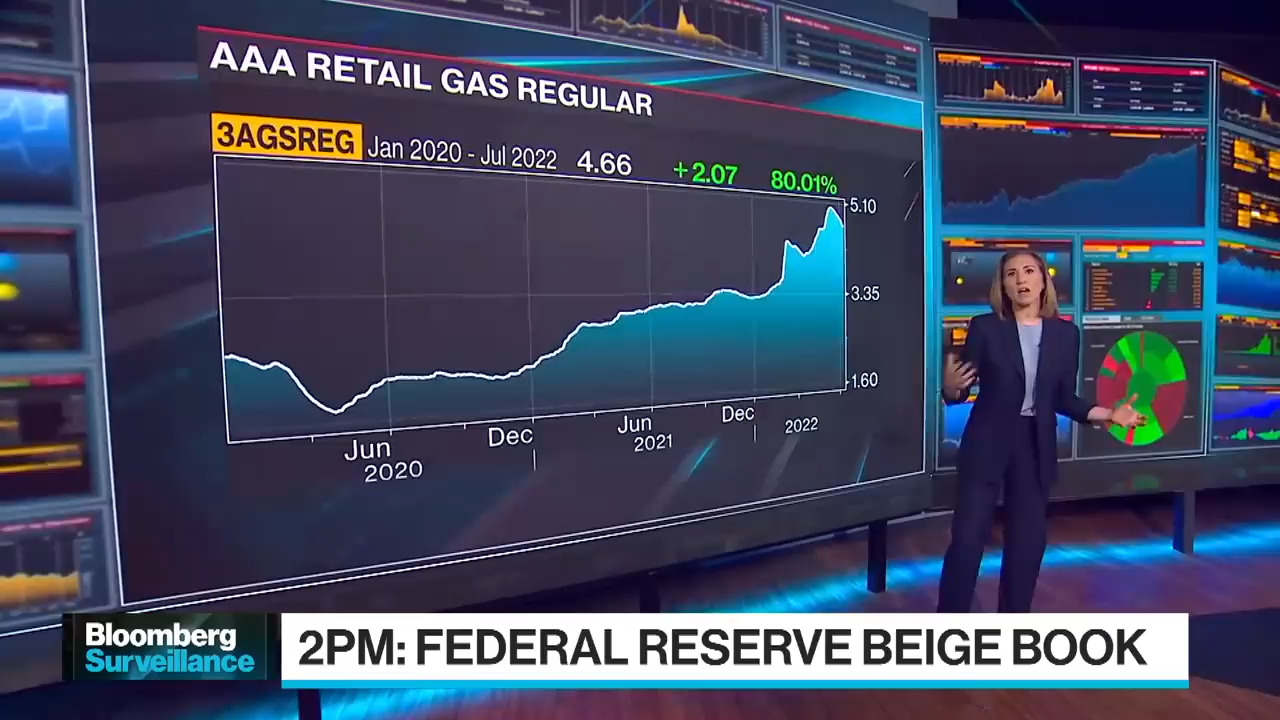 AAA RETAIL GAS REGULAR
3AGSREG Jan 2020 - Jul 2022 4.66 +2.07 80.01%
5.10
3.35
1.60
Jun Dec Jun Dec
2020 2021 2022
Bloomberg
Surveillance
2PM: FEDERAL RESERVE BEIGE BOOK